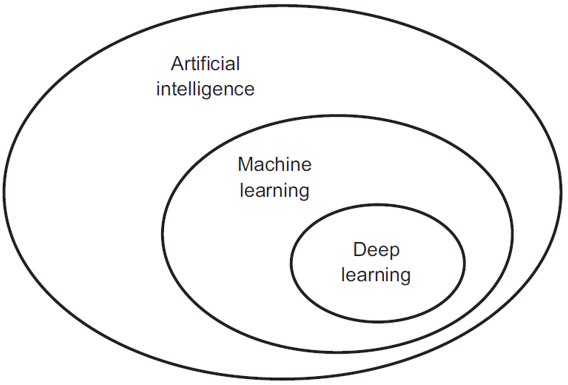 Artificial
intelligence
Machine
learning
Deep
learning